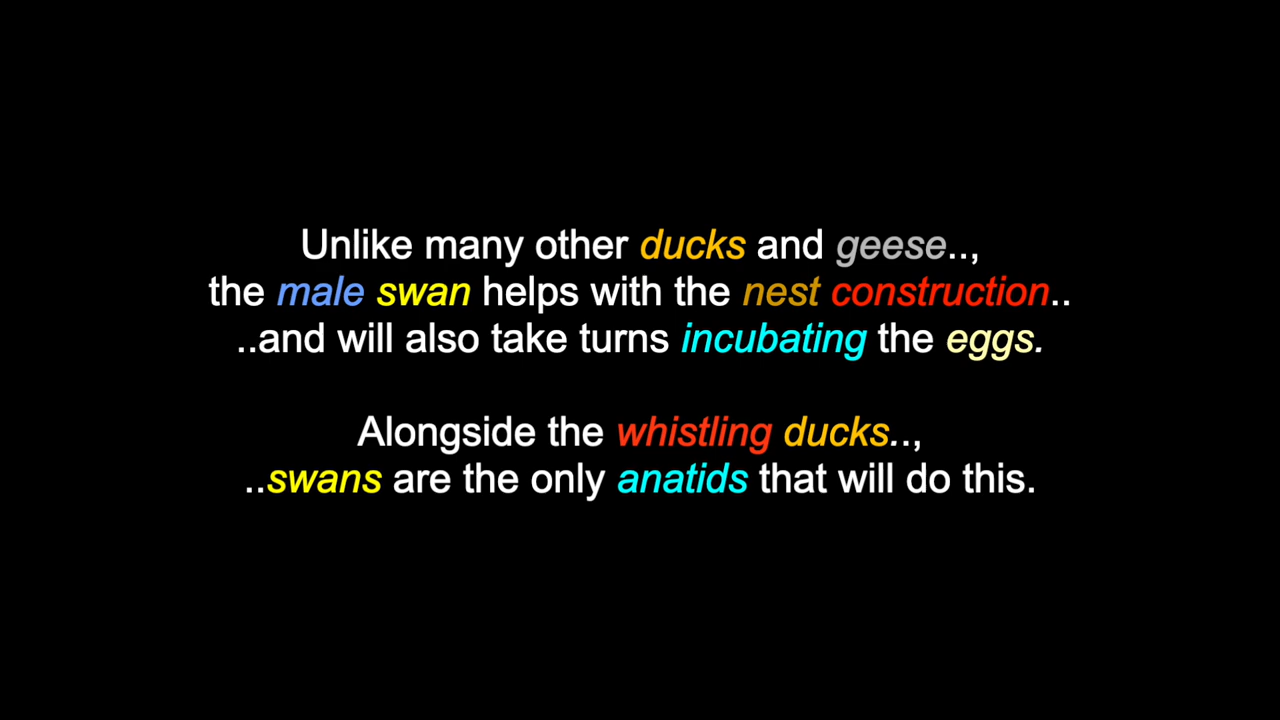 Unlike many other ducks and geese..,
the male swan helps with the nest construction..
..and will also take turns incubating the eggs.
Alongside the whistling ducks..,
..swans are the only anatids that will do this.